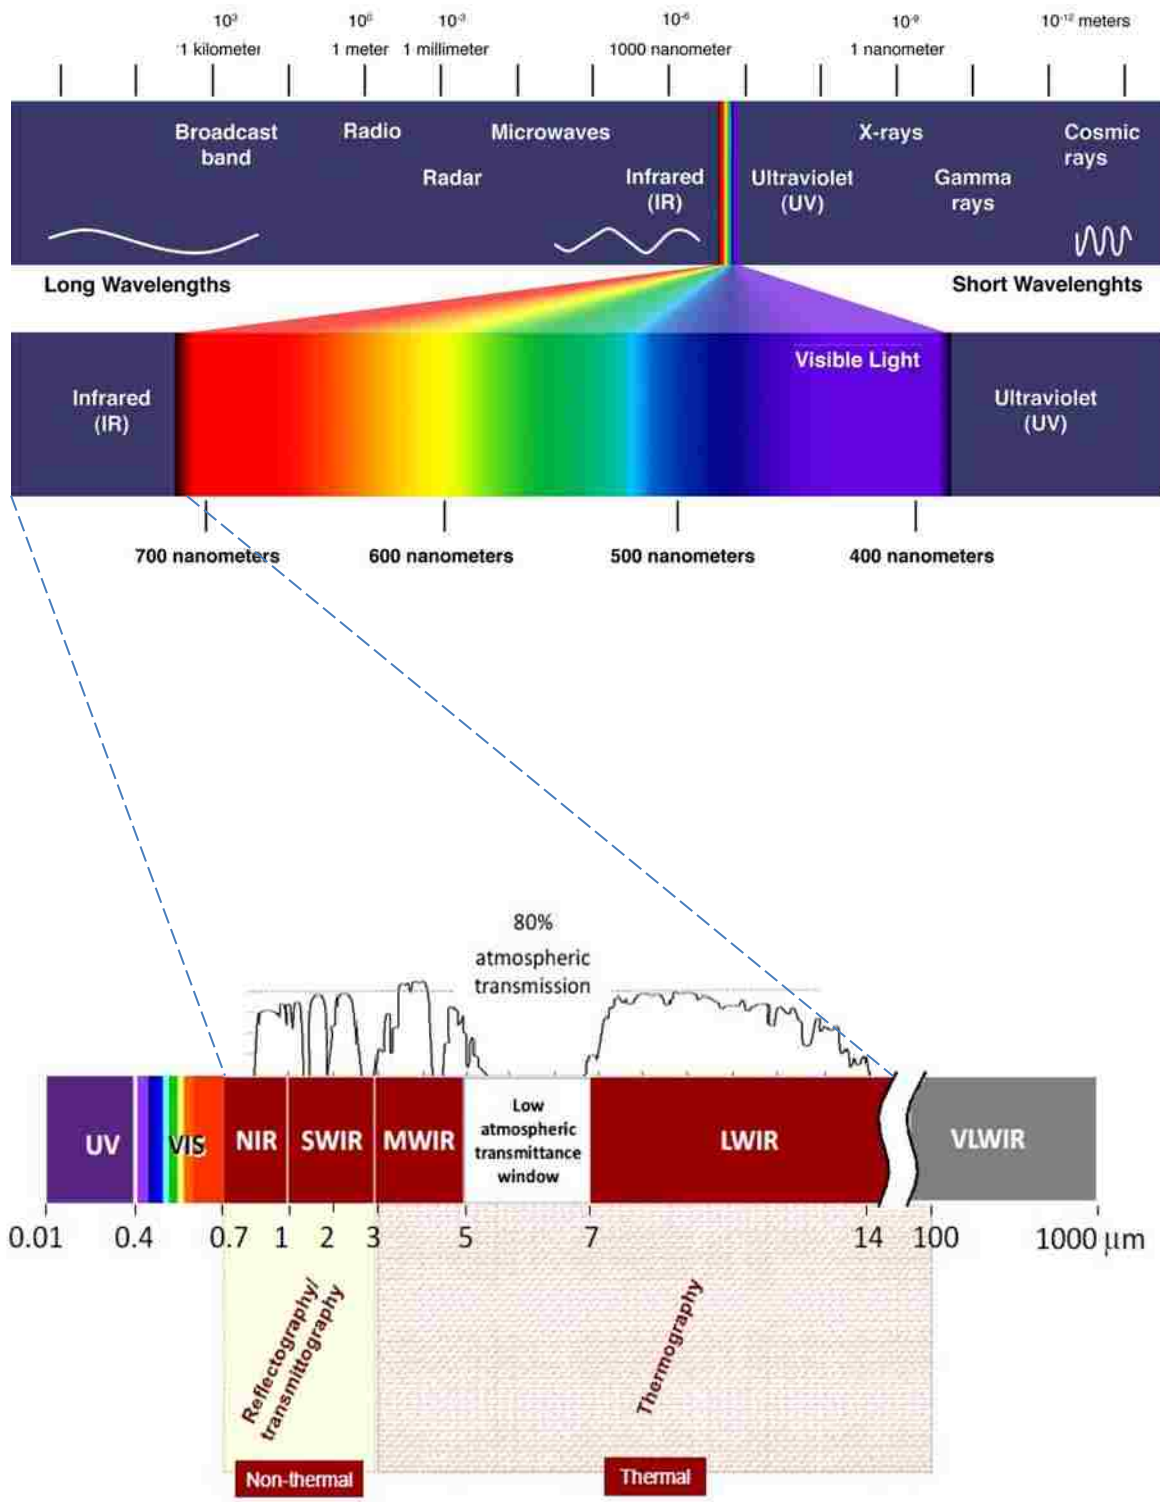 10³ 10⁰ 10⁻³ 10⁻⁶ 10⁻⁹ 10⁻¹² meters
1 kilometer 1 meter 1 millimeter 1000 nanometer 1 nanometer
Broadcast
band
Radio
Microwaves
X-rays
Cosmic
rays
Radar
Infrared
(IR)
Ultraviolet
(UV)
Gamma
rays
Long Wavelengths
Short Wavelenghts
Visible Light
Infrared
(IR)
Ultraviolet
(UV)
700 nanometers 600 nanometers 500 nanometers 400 nanometers
80%
atmospheric
transmission
UV VIS NIR SWIR MWIR
Low
atmospheric
transmittance
window
LWIR VLWIR
0.01 0.4 0.7 1 2 3 5 7 14 100 1000 µm
Reflectography/
transmittography
Thermography
Non-thermal
Thermal